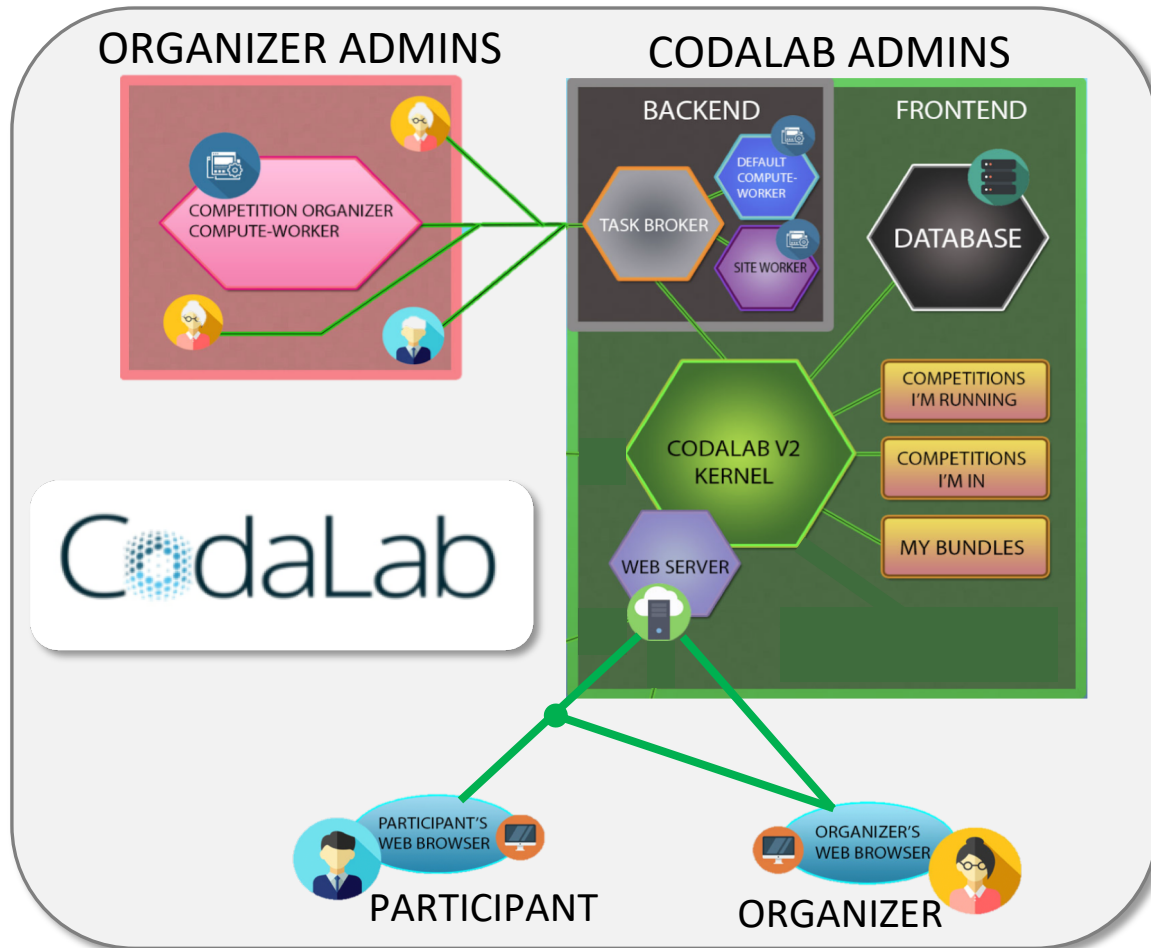 ORGANIZER ADMINS
CODALAB ADMINS
BACKEND
FRONTEND
COMPETITION ORGANIZER
COMPUTE-WORKER
TASK BROKER
DEFAULT
COMPUTE-
WORKER
SITE WORKER
DATABASE
CODALAB V2
KERNEL
COMPETITIONS
I'M RUNNING
COMPETITIONS
I'M IN
MY BUNDLES
WEB SERVER
CodaLab
PARTICIPANT'S
WEB BROWSER
PARTICIPANT
ORGANIZER'S
WEB BROWSER
ORGANIZER